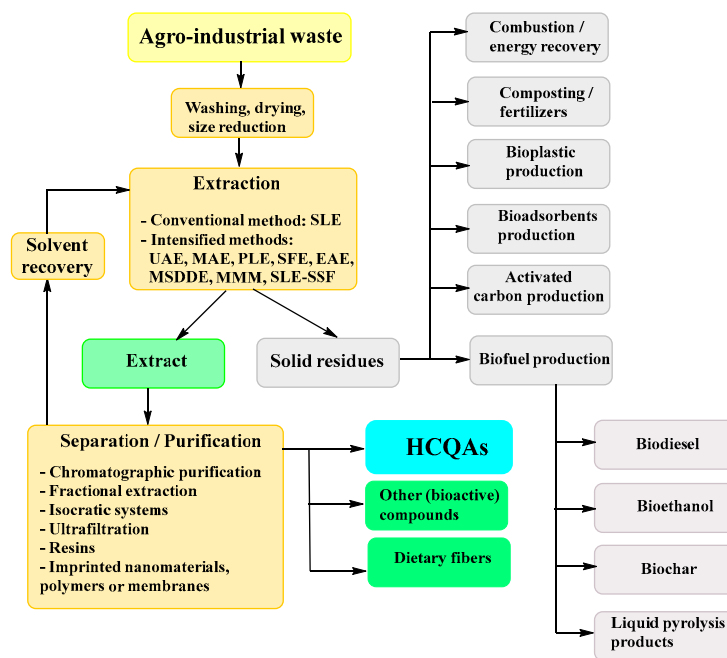 Agro-industrial waste
Washing, drying,
size reduction
Extraction
- Conventional method: SLE
- Intensified methods:
UAE, MAE, PLE, SFE, EAE,
MSDDE, MMM, SLE-SSF
Solvent
recovery
Extract
Solid residues
Separation / Purification
- Chromatographic purification
- Fractional extraction
- Isocratic systems
- Ultrafiltration
- Resins
- Imprinted nanomaterials,
polymers or membranes
HCQAs
Other (bioactive)
compounds
Dietary fibers
Combustion /
energy recovery
Composting /
fertilizers
Bioplastic
production
Bioadsorbents
production
Activated
carbon production
Biofuel production
Biodiesel
Bioethanol
Biochar
Liquid pyrolysis
products